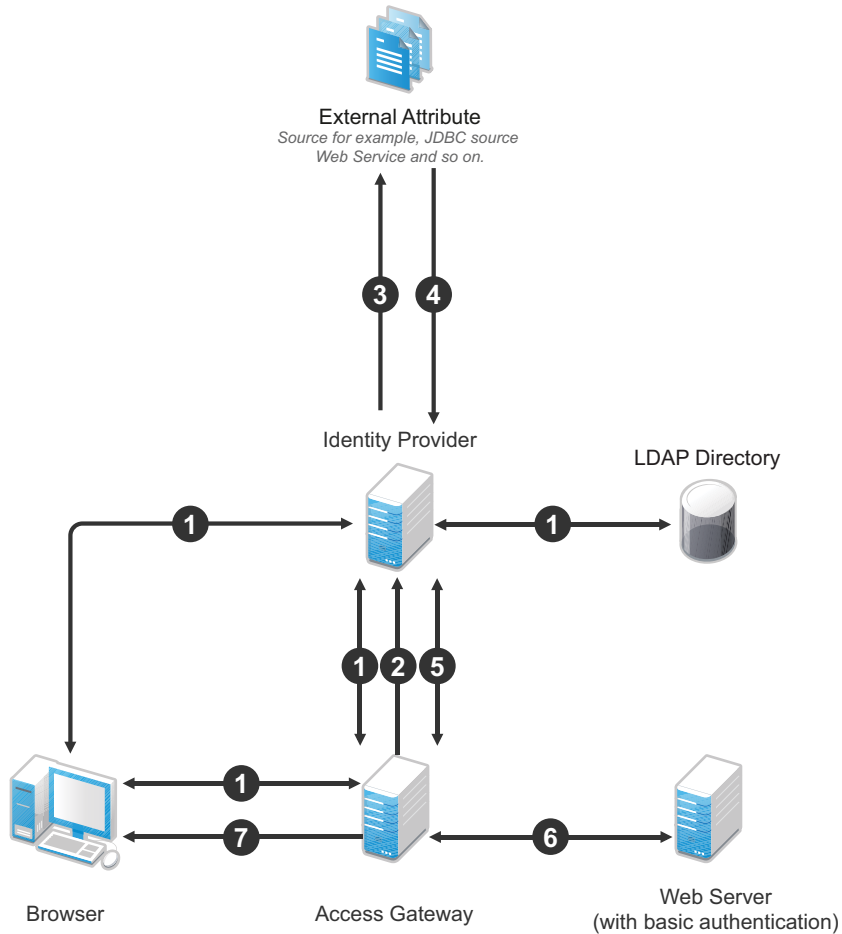 External Attribute
Source for example, JDBC source
Web Service and so on.
3
4
Identity Provider
LDAP Directory
1
1
1
2
5
1
7
6
Browser
Access Gateway
Web Server
(with basic authentication)